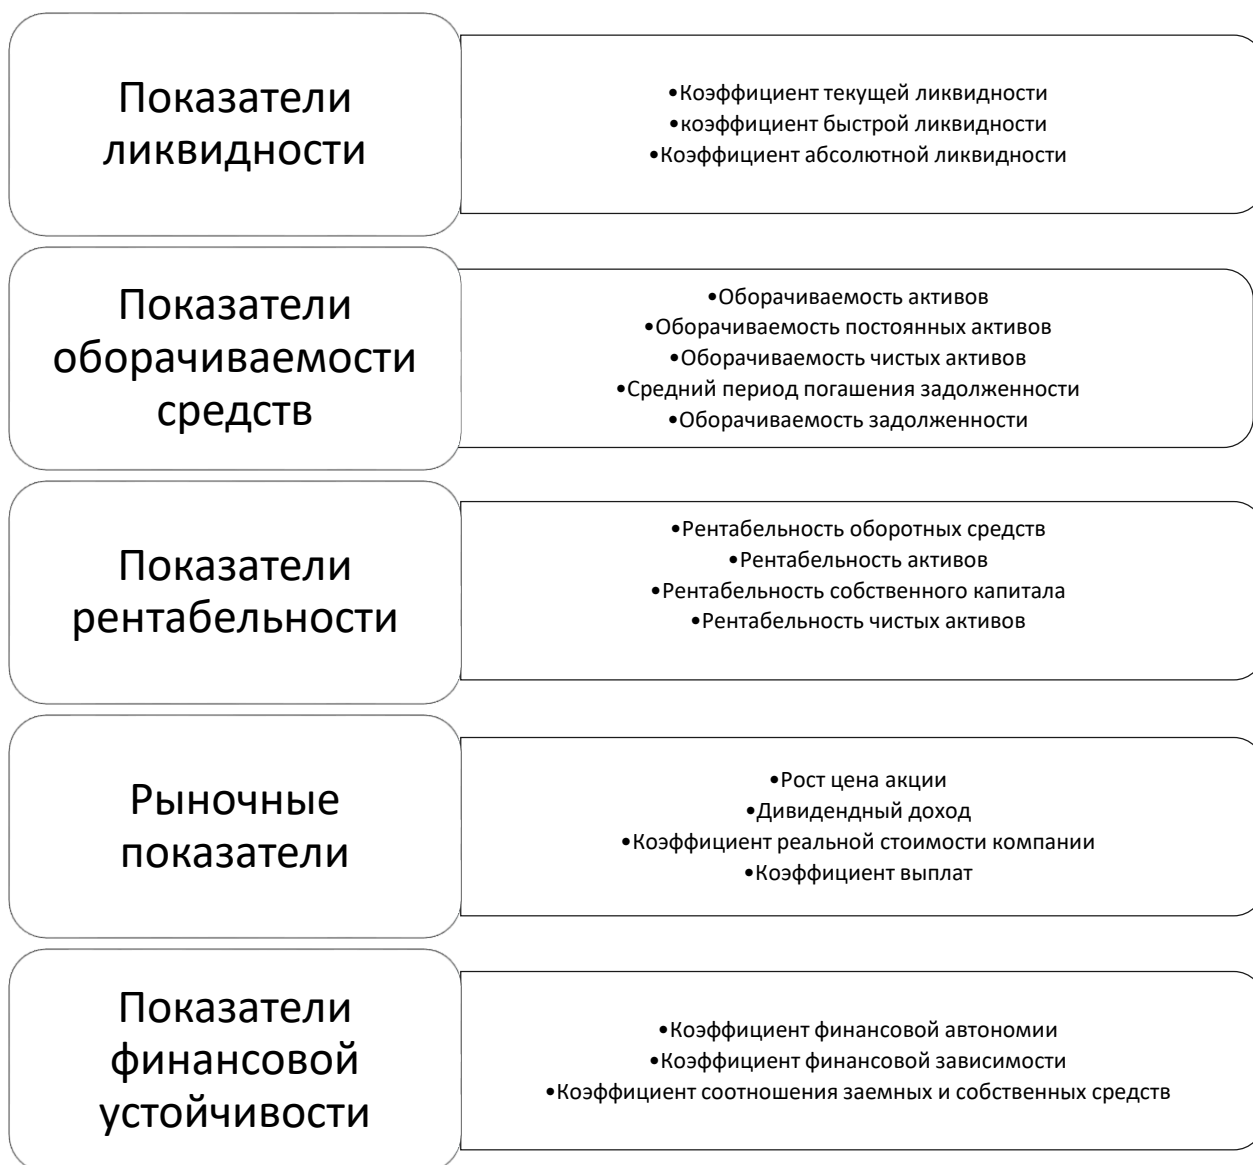 Показатели
ликвидности
•Коэффициент текущей ликвидности
•коэффициент быстрой ликвидности
•Коэффициент абсолютной ликвидности
Показатели
оборачиваемости
средств
•Оборачиваемость активов
•Оборачиваемость постоянных активов
•Оборачиваемость чистых активов
•Средний период погашения задолженности
•Оборачиваемость задолженности
Показатели
рентабельности
•Рентабельность оборотных средств
•Рентабельность активов
•Рентабельность собственного капитала
•Рентабельность чистых активов
Рыночные
показатели
•Рост цена акции
•Дивидендный доход
•Коэффициент реальной стоимости компании
•Коэффициент выплат
Показатели
финансовой
устойчивости
•Коэффициент финансовой автономии
•Коэффициент финансовой зависимости
•Коэффициент соотношения заемных и собственных средств